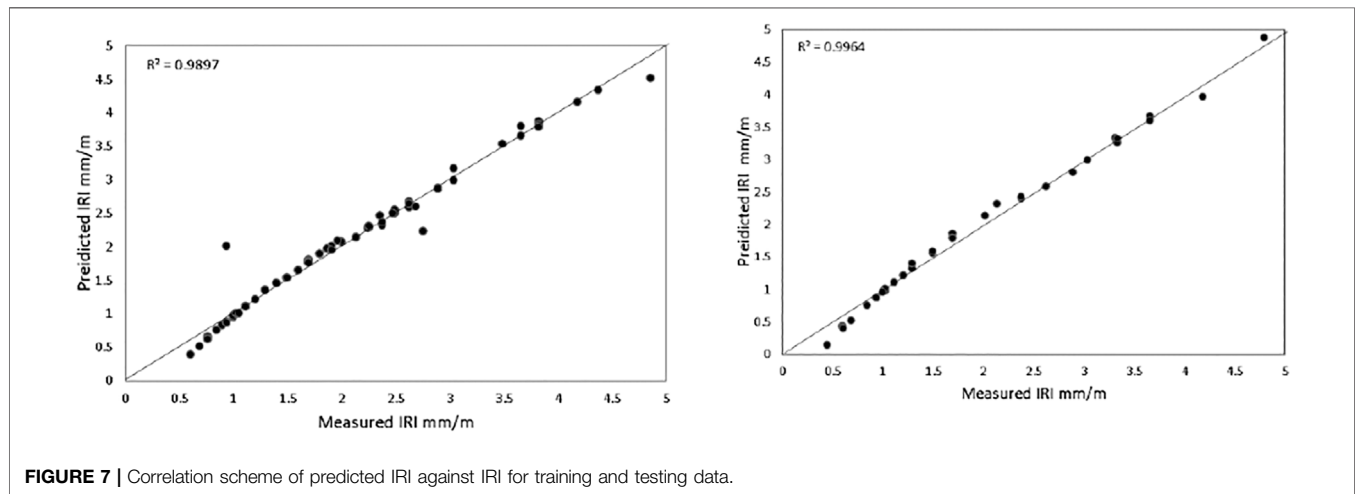 R² = 0.9897
5
4.5
4
3.5
3
2.5
2
1.5
1
0.5
0
Preidicted IRI mm/m
0 0.5 1 1.5 2 2.5 3 3.5 4 4.5 5
Measured IRI mm/m
R² = 0.9964
5
4.5
4
3.5
3
2.5
2
1.5
1
0.5
0
Preidicted IRI mm/m
0 0.5 1 1.5 2 2.5 3 3.5 4 4.5 5
Measured IRI mm/m
FIGURE 7 | Correlation scheme of predicted IRI against IRI for training and testing data.